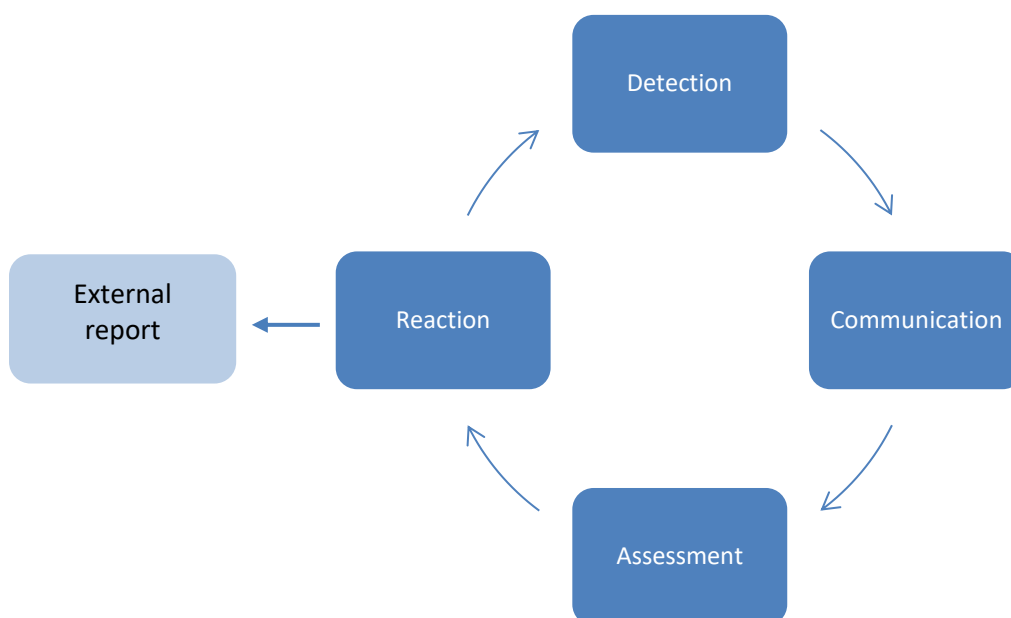 Detection
External
report
Reaction
Communication
Assessment